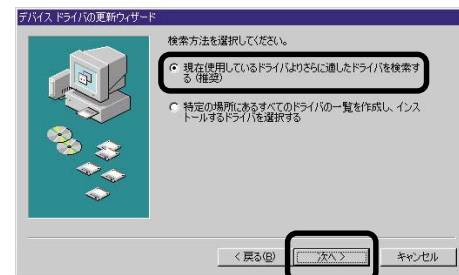 デバイス ドライバの更新ウィザード
検索方法を選択してください。
現在使用しているドライバよりさらに適したドライバを検索す
る (推奨)
特定の場所にあるすべてのドライバの一覧を作成し、インス
トールするドライバを選択する
< 戻る(B)
次へ >
キャンセル